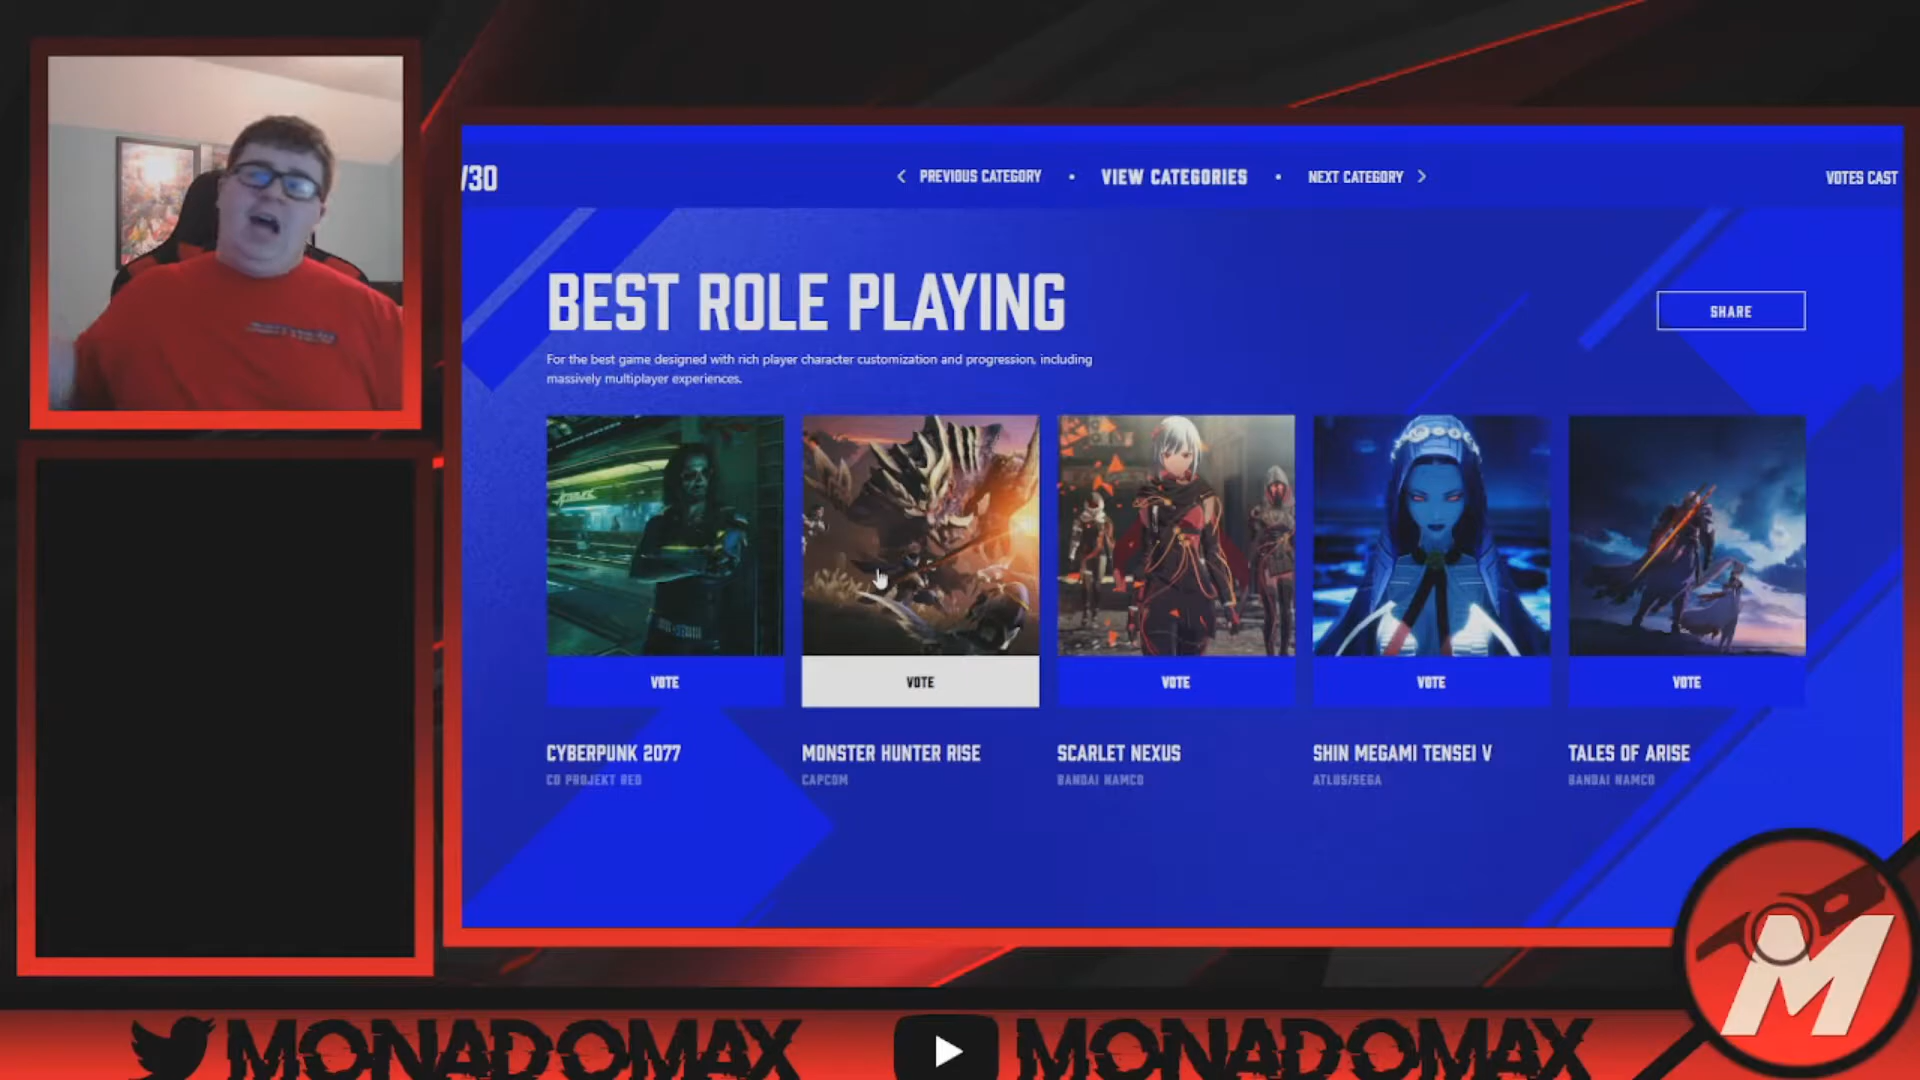 /30
PREVIOUS CATEGORY
VIEW CATEGORIES
NEXT CATEGORY
VOTES CAST
BEST ROLE PLAYING
SHARE
For the best game designed with rich player character customization and progression, including
massively multiplayer experiences.
VOTE
VOTE
VOTE
VOTE
VOTE
CYBERPUNK 2077
MONSTER HUNTER RISE
SCARLET NEXUS
SHIN MEGAMI TENSEI V
TALES OF ARISE
CD PROJEKT RED
CAPCOM
BANDAI NAMCO
ATLUS/SEGA
BANDAI NAMCO
M
MONADOMAX
MONADOMAX